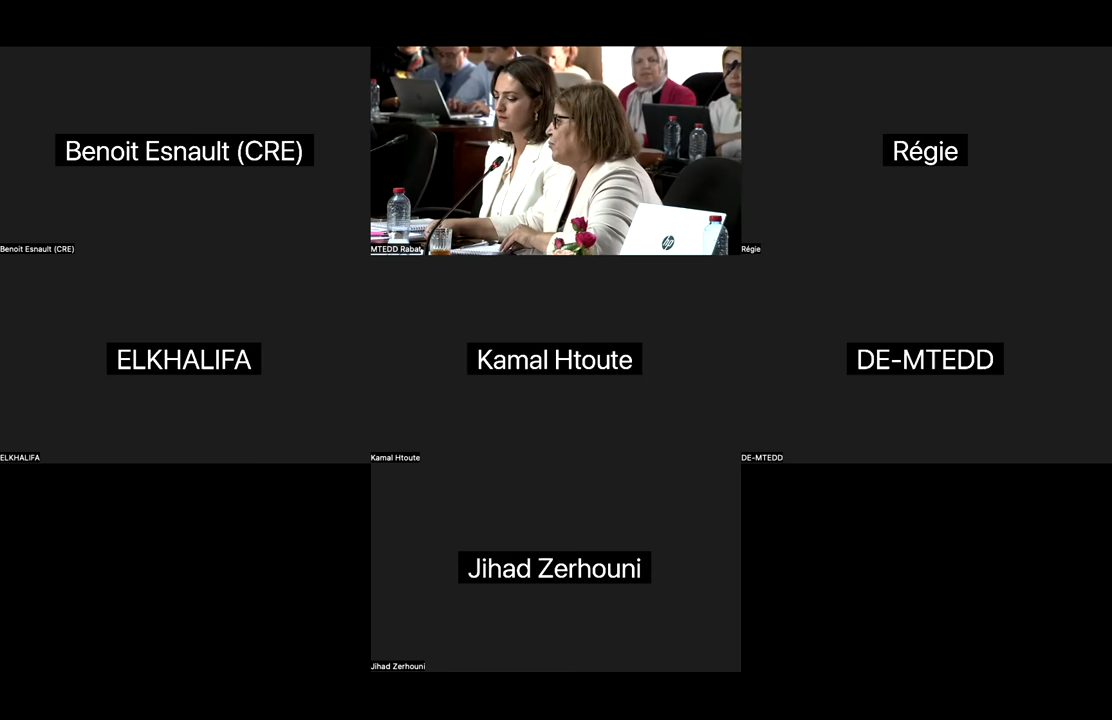 Benoit Esnault (CRE)
Régie
Benoit Esnault (CRE)
MTEDD Rabat
Régie
hp
ELKHALIFA
Kamal Htoute
DE-MTEDD
ELKHALIFA
Kamal Htoute
DE-MTEDD
Jihad Zerhouni
Jihad Zerhouni